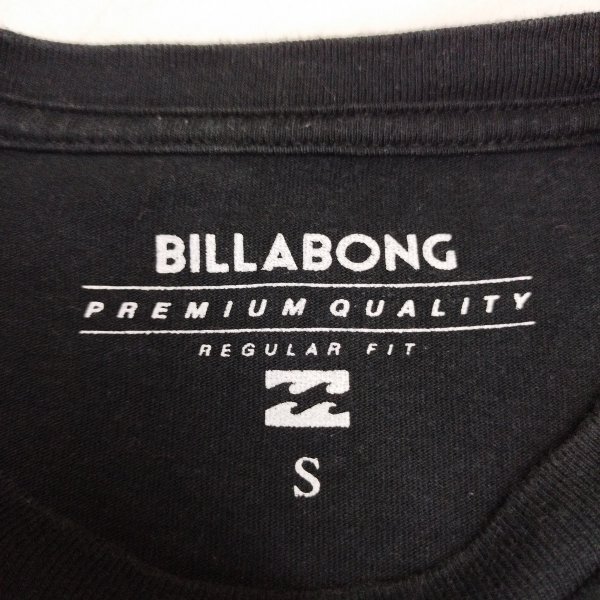 BILLABONG
PREMIUM QUALITY
REGULAR FIT
S